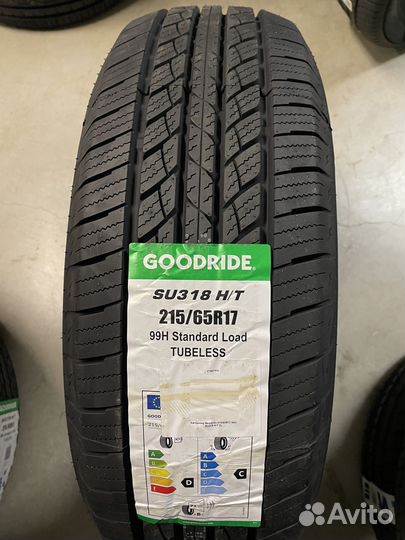 GOODRIDE
SU318 H/T
215/65R17
99H Standard Load
TUBELESS
A
B
C
D
E
D
A
B
C
D
E
C
B
Avito